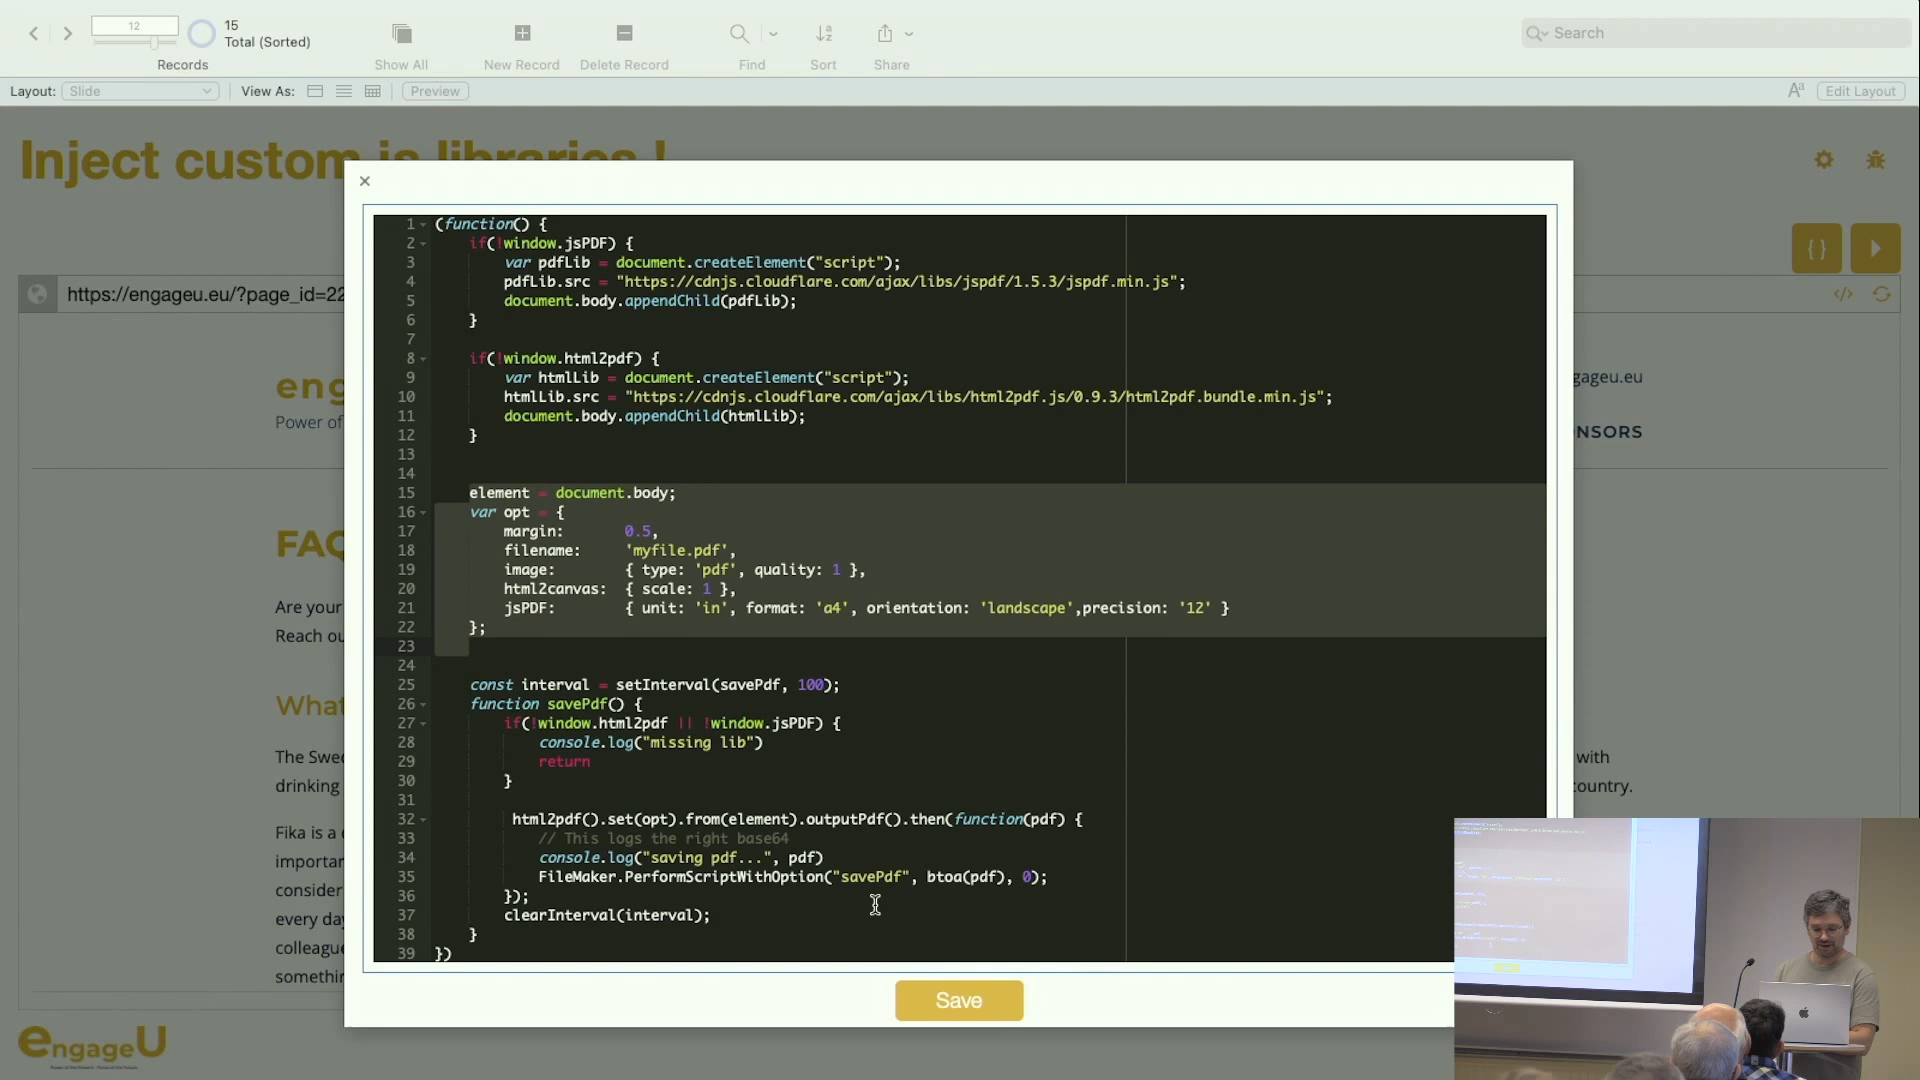 12
15
Total (Sorted)
Records
Show All
New Record
Delete Record
Find
Sort
Share
Search
Layout: Slide
View As:
Preview
Edit Layout
Inject custom js libraries !
{ }
https://engageu.eu/?page_id=22
</>
eng
gageu.eu
Power of
NSORS
FAQ
Are your
Reach ou
What
The Swe
with
drinking
country.
Fika is a
importan
consider
every day
colleague
somethin
engageU
1 (function() {
2 if(!window.jsPDF) {
3 var pdfLib = document.createElement("script");
4 pdfLib.src = "https://cdnjs.cloudflare.com/ajax/libs/jspdf/1.5.3/jspdf.min.js";
5 document.body.appendChild(pdfLib);
6 }
7
8 if(!window.html2pdf) {
9 var htmlLib = document.createElement("script");
10 htmlLib.src = "https://cdnjs.cloudflare.com/ajax/libs/html2pdf.js/0.9.3/html2pdf.bundle.min.js";
11 document.body.appendChild(htmlLib);
12 }
13
14
15 element = document.body;
16 var opt = {
17 margin: 0.5,
18 filename: 'myfile.pdf',
19 image: { type: 'pdf', quality: 1 },
20 html2canvas: { scale: 1 },
21 jsPDF: { unit: 'in', format: 'a4', orientation: 'landscape',precision: '12' }
22 };
23
24
25 const interval = setInterval(savePdf, 100);
26 function savePdf() {
27 if(!window.html2pdf || !window.jsPDF) {
28 console.log("missing lib")
29 return
30 }
31
32 html2pdf().set(opt).from(element).outputPdf().then(function(pdf) {
33 // This logs the right base64
34 console.log("saving pdf...", pdf)
35 FileMaker.PerformScriptWithOption("savePdf", btoa(pdf), 0);
36 });
37 clearInterval(interval);
38 }
39 })
Save